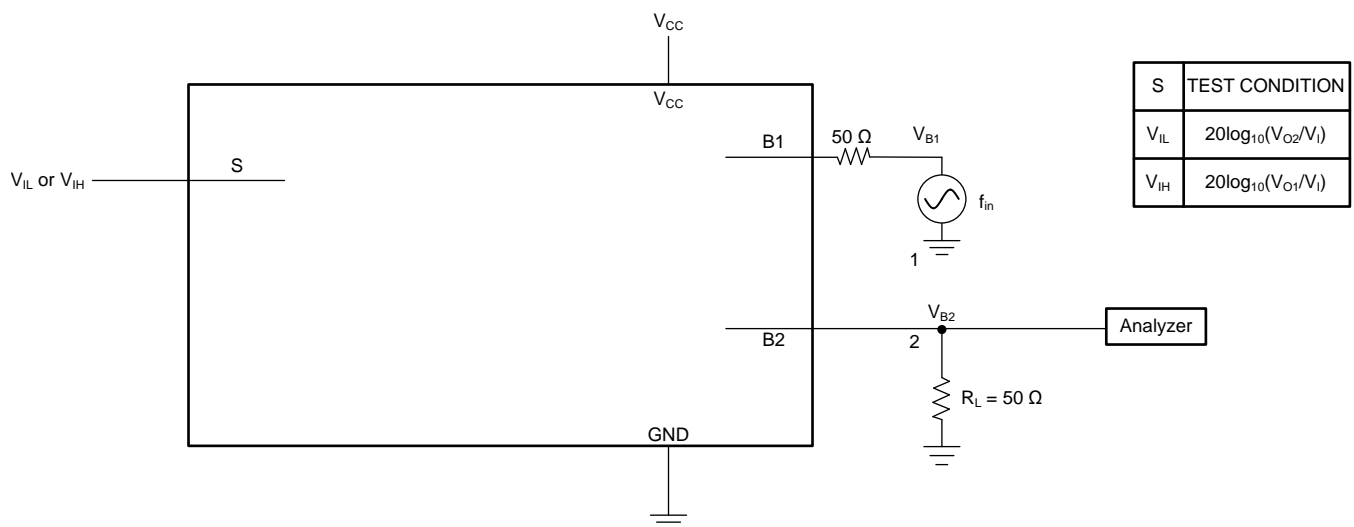 V_CC
V_CC
S TEST CONDITION
V_IL 20log_10(V_O2/V_I)
V_IH 20log_10(V_O1/V_I)
B1
50 Ω
V_B1
S
V_IL or V_IH
f_in
1
V_B2
B2
2
Analyzer
R_L = 50 Ω
GND